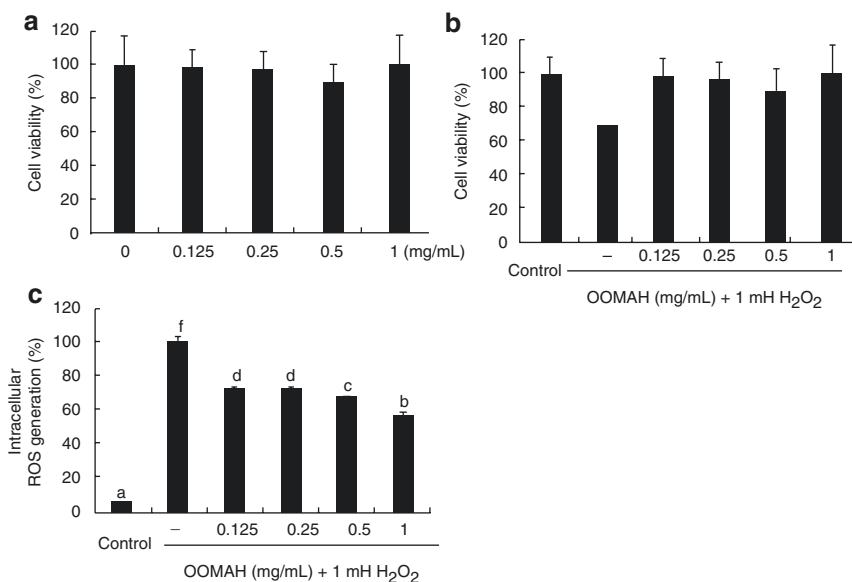 a
Cell viability (%)
120
100
80
60
40
20
0
0 0.125 0.25 0.5 1 (mg/mL)
b
Cell viability (%)
120
100
80
60
40
20
0
– 0.125 0.25 0.5 1
Control
OOMAH (mg/mL) + 1 mH H2O2
c
Intracellular
ROS generation (%)
120
100
80
60
40
20
0
a f d d c b
– 0.125 0.25 0.5 1
Control
OOMAH (mg/mL) + 1 mH H2O2